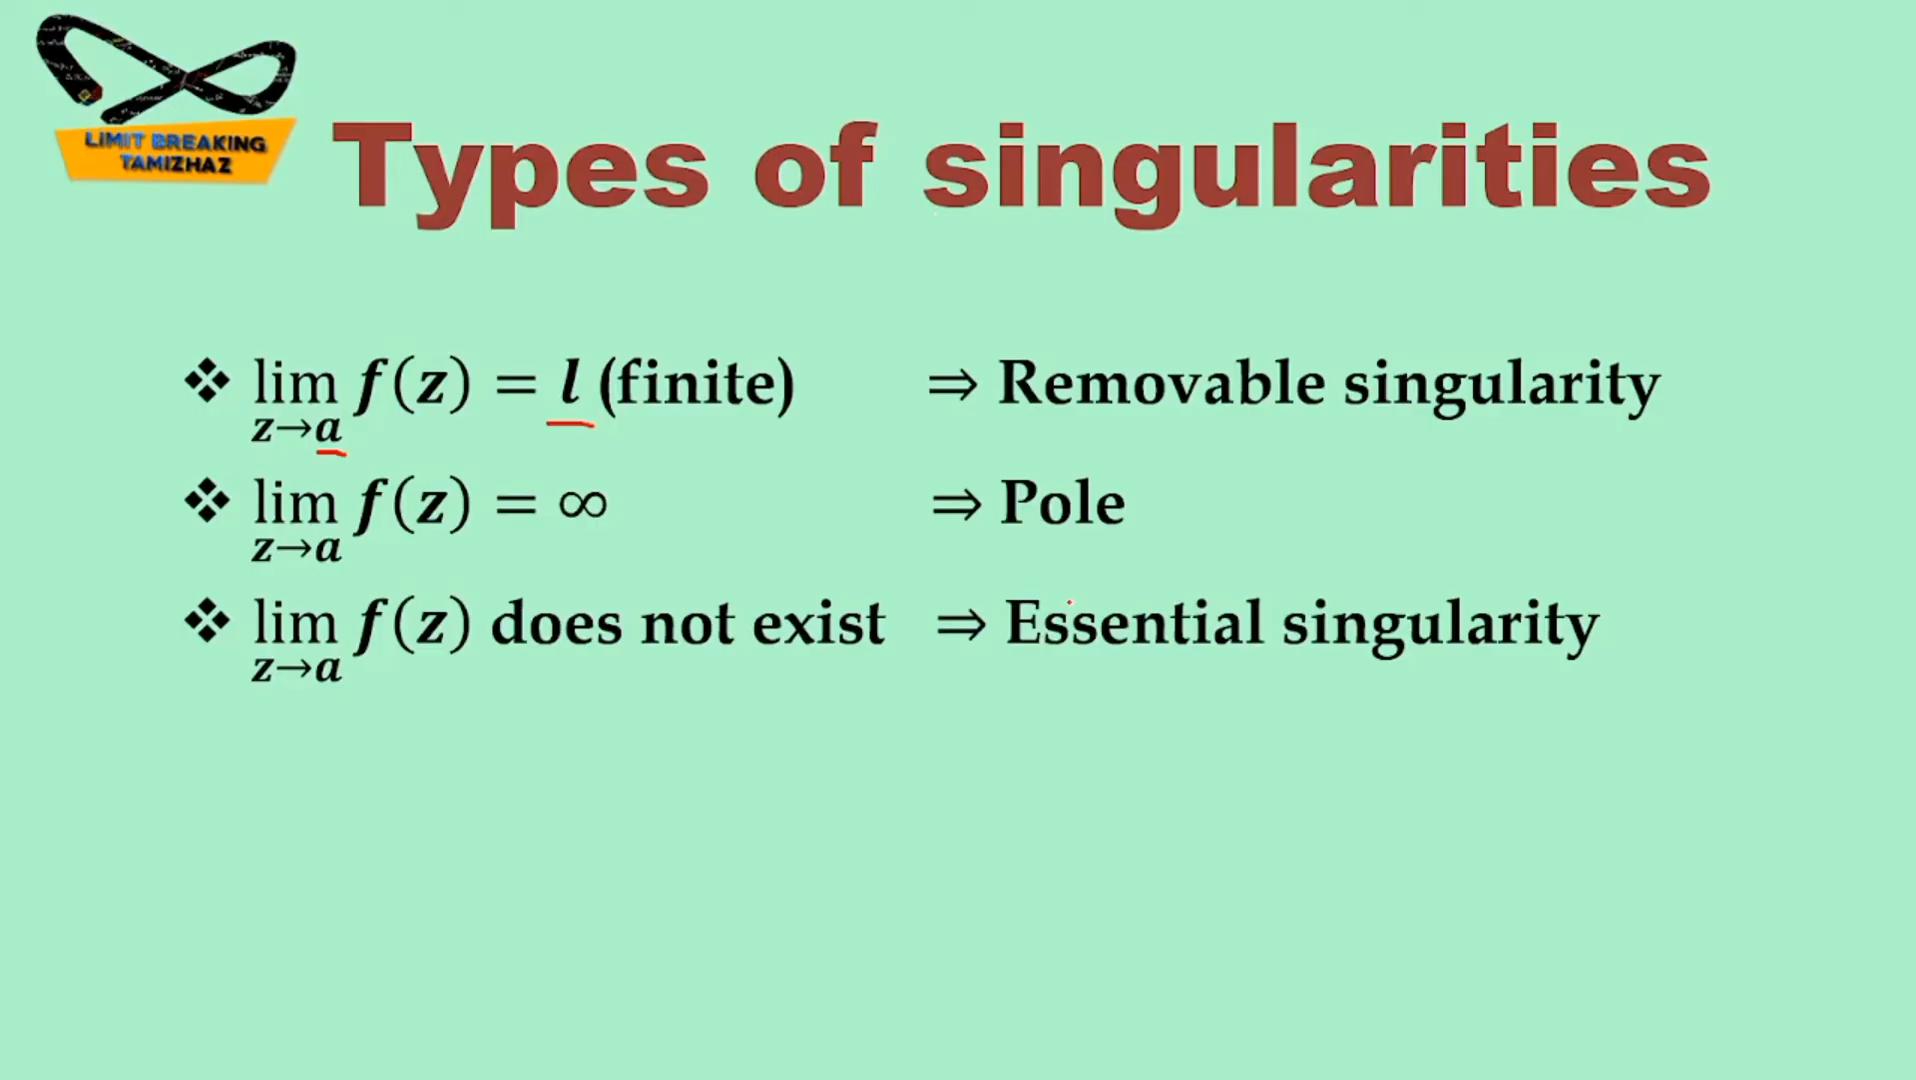 LIMIT BREAKING
TAMIZHAZ
Types of singularities
❖ lim f(z) = l (finite) ⇒ Removable singularity
z→a
❖ lim f(z) = ∞ ⇒ Pole
z→a
❖ lim f(z) does not exist ⇒ Essential singularity
z→a